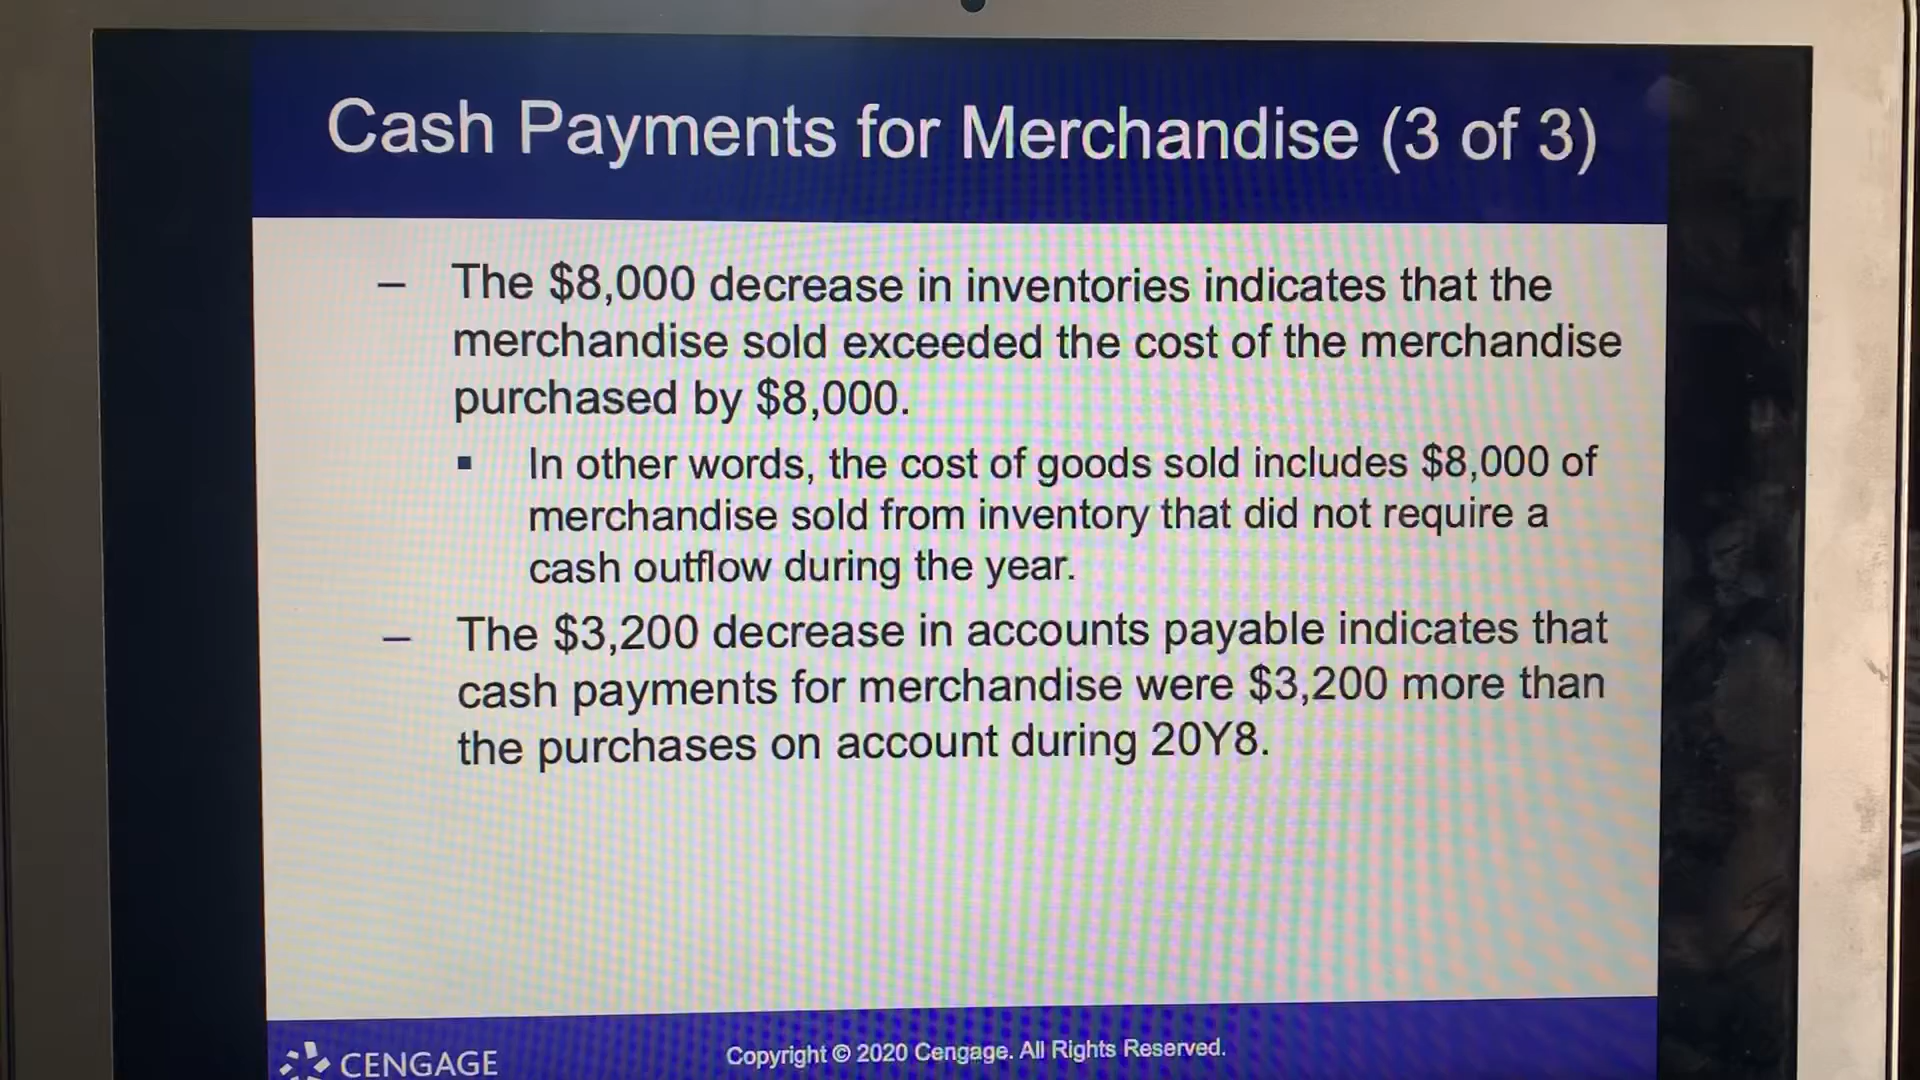 Cash Payments for Merchandise (3 of 3)
– The $8,000 decrease in inventories indicates that the
merchandise sold exceeded the cost of the merchandise
purchased by $8,000.
▪ In other words, the cost of goods sold includes $8,000 of
merchandise sold from inventory that did not require a
cash outflow during the year.
– The $3,200 decrease in accounts payable indicates that
cash payments for merchandise were $3,200 more than
the purchases on account during 20Y8.
CENGAGE
Copyright © 2020 Cengage. All Rights Reserved.